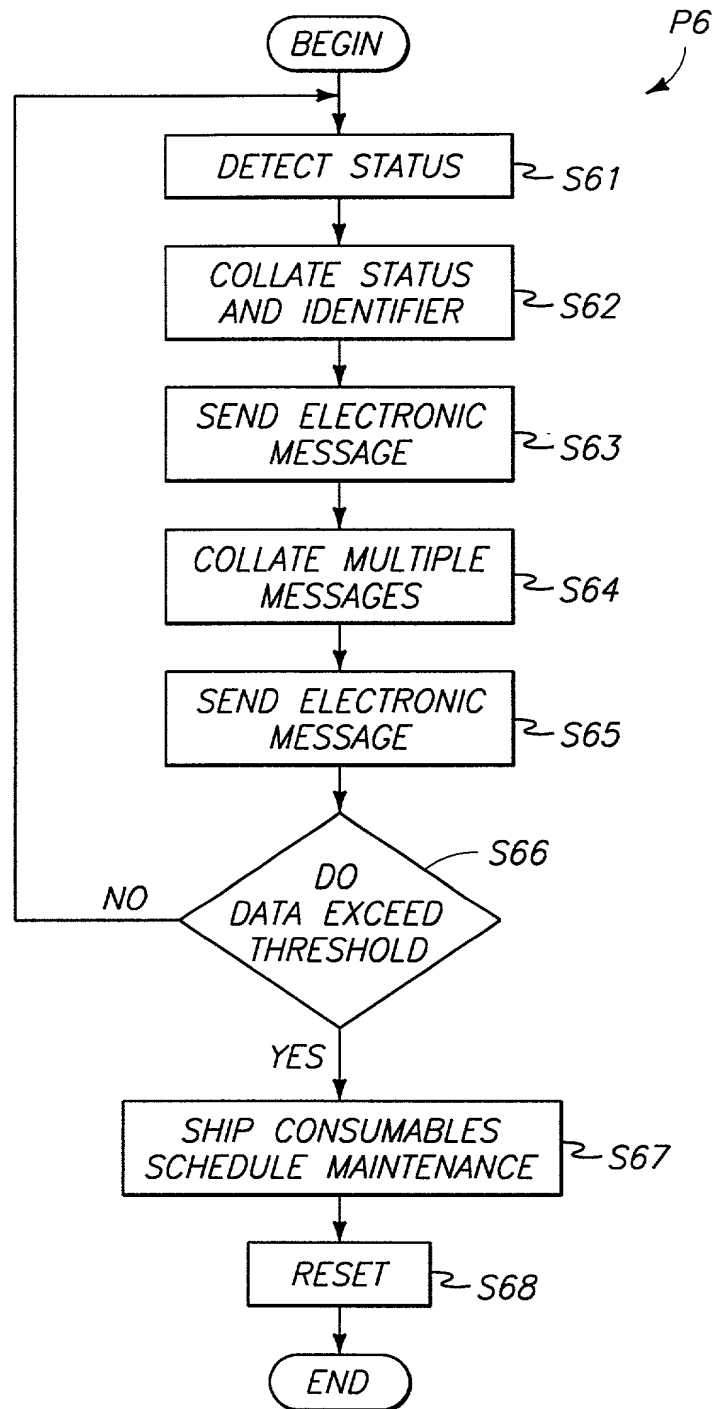 P6
BEGIN
DETECT STATUS
S61
COLLATE STATUS
AND IDENTIFIER
S62
SEND ELECTRONIC
MESSAGE
S63
COLLATE MULTIPLE
MESSAGES
S64
SEND ELECTRONIC
MESSAGE
S65
S66
DO
DATA EXCEED
THRESHOLD
NO
YES
SHIP CONSUMABLES
SCHEDULE MAINTENANCE
S67
RESET
S68
END